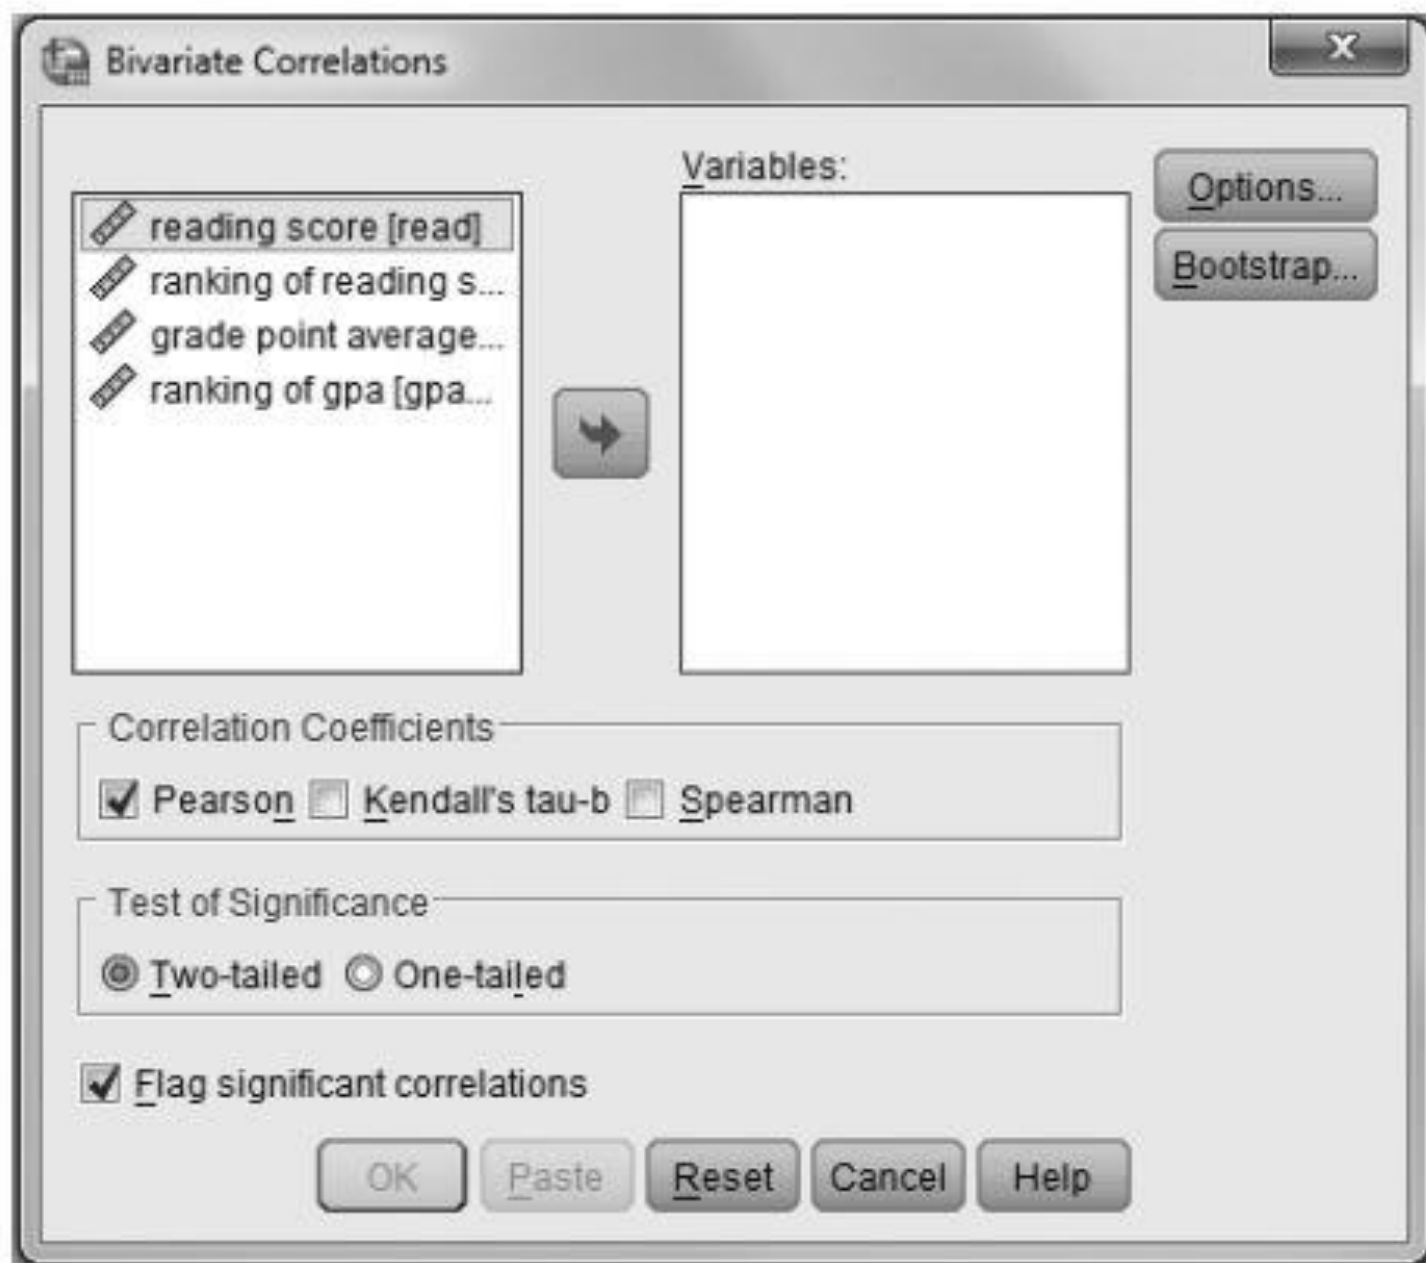 Bivariate Correlations
Variables:
reading score [read]
ranking of reading s...
grade point average...
ranking of gpa [gpa...
Options...
Bootstrap...
Correlation Coefficients
Pearson Kendall's tau-b Spearman
Test of Significance
Two-tailed One-tailed
Flag significant correlations
OK Paste Reset Cancel Help